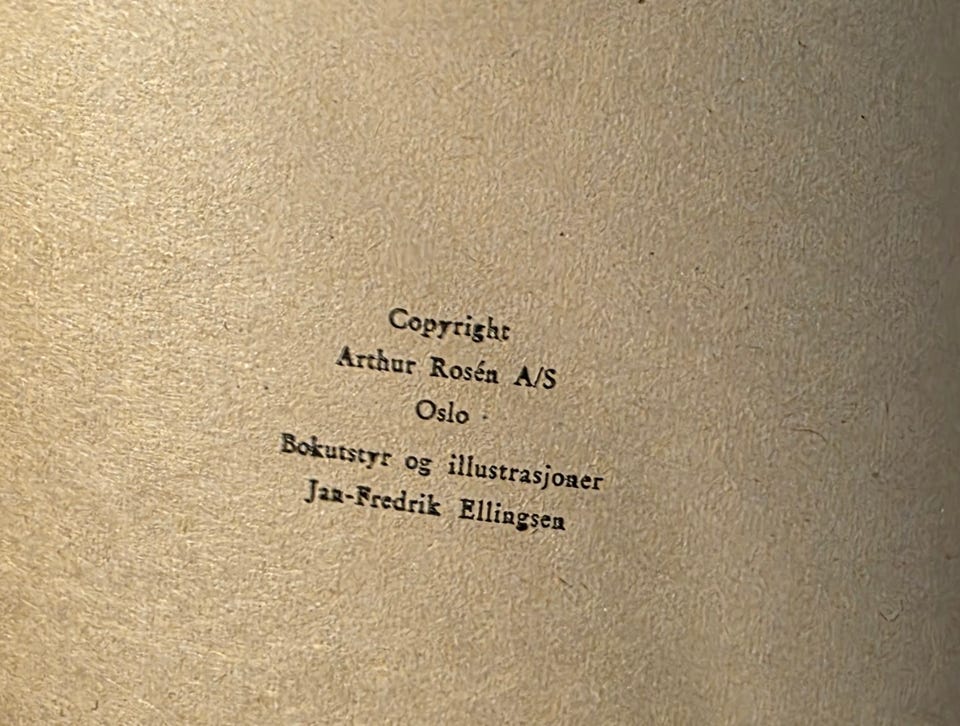 Copyright
Arthur Rosén A/S
Oslo
Bokutstyr og illustrasjoner
Jan-Fredrik Ellingsen